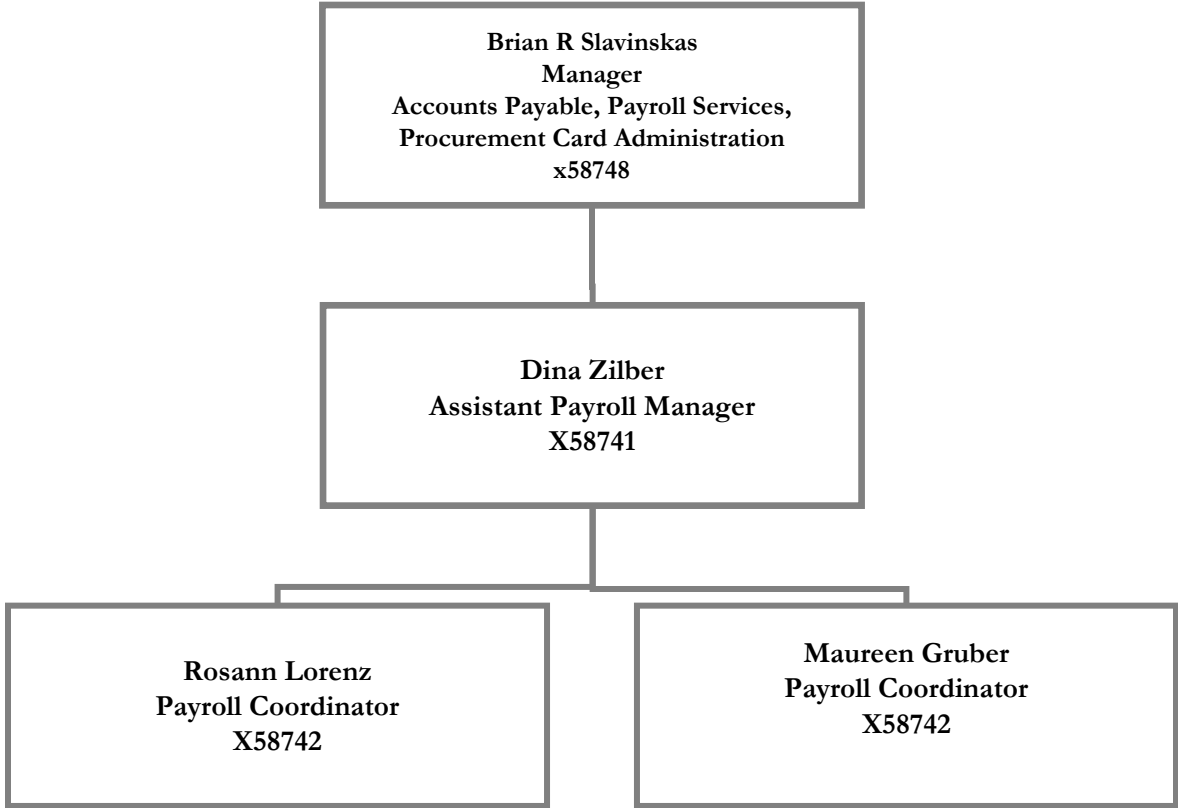 Brian R Slavinskas
Manager
Accounts Payable, Payroll Services,
Procurement Card Administration
x58748
Dina Zilber
Assistant Payroll Manager
X58741
Rosann Lorenz
Payroll Coordinator
X58742
Maureen Gruber
Payroll Coordinator
X58742